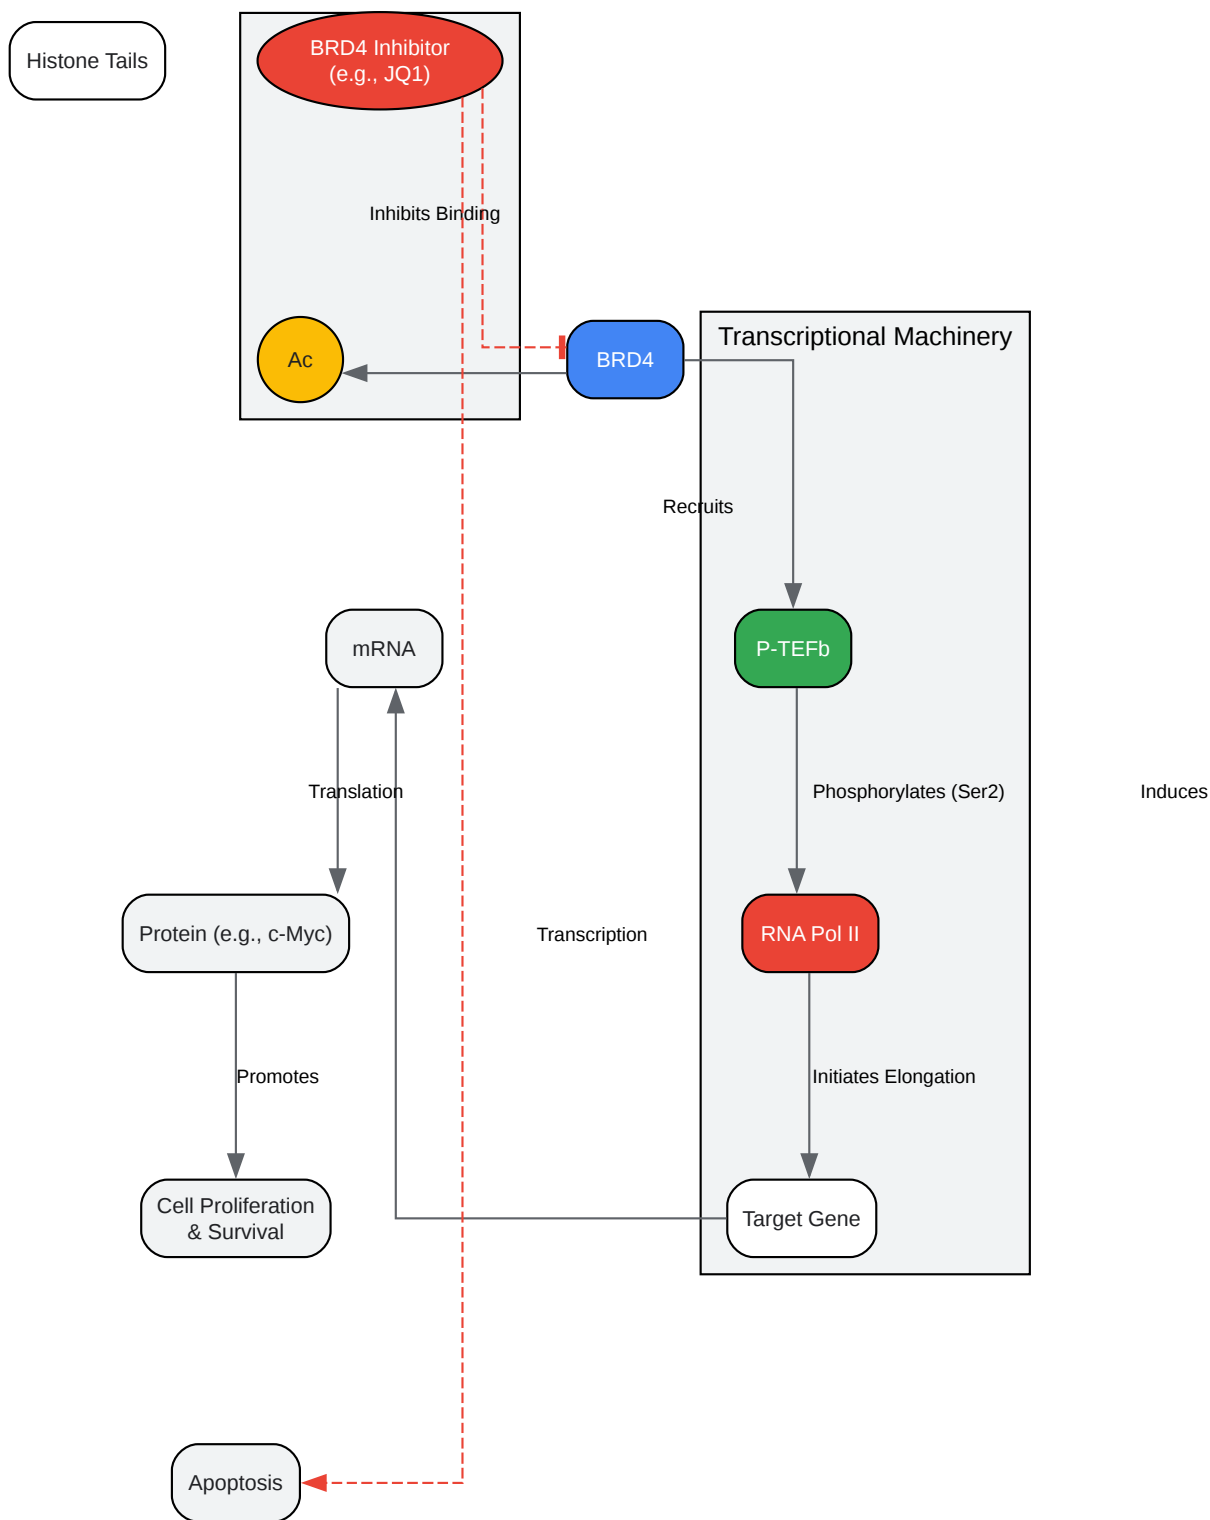 Histone Tails
BRD4 Inhibitor
(e.g., JQ1)
Inhibits Binding
Ac
BRD4
Transcriptional Machinery
Recruits
mRNA
P-TEFb
Translation
Phosphorylates (Ser2)
Induces
Protein (e.g., c-Myc)
Transcription
RNA Pol II
Promotes
Initiates Elongation
Cell Proliferation
& Survival
Target Gene
Apoptosis